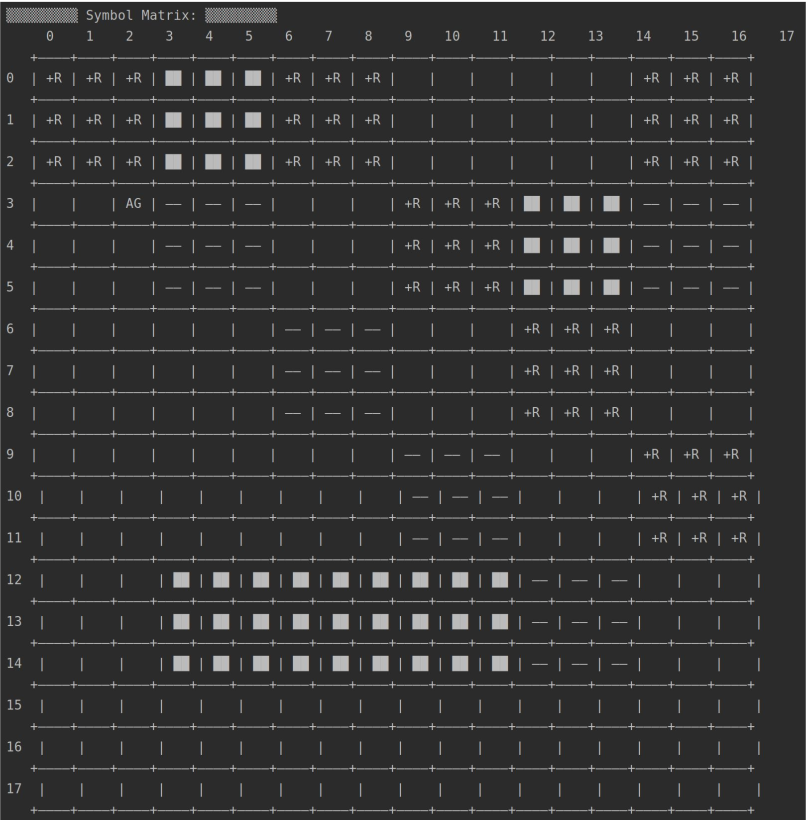 ▒▒▒▒▒▒▒▒▒ Symbol Matrix: ▒▒▒▒▒▒▒▒▒
0 1 2 3 4 5 6 7 8 9 10 11 12 13 14 15 16 17
0 | +R | +R | +R | ██ | ██ | ██ | +R | +R | +R | | | | | | | +R | +R | +R |
1 | +R | +R | +R | ██ | ██ | ██ | +R | +R | +R | | | | | | | +R | +R | +R |
2 | +R | +R | +R | ██ | ██ | ██ | +R | +R | +R | | | | | | | +R | +R | +R |
3 | | | AG | —— | —— | —— | | | | +R | +R | +R | ██ | ██ | ██ | —— | —— | —— |
4 | | | | —— | —— | —— | | | | +R | +R | +R | ██ | ██ | ██ | —— | —— | —— |
5 | | | | —— | —— | —— | | | | +R | +R | +R | ██ | ██ | ██ | —— | —— | —— |
6 | | | | | | | —— | —— | —— | | | | +R | +R | +R | | | |
7 | | | | | | | —— | —— | —— | | | | +R | +R | +R | | | |
8 | | | | | | | —— | —— | —— | | | | +R | +R | +R | | | |
9 | | | | | | | | | | —— | —— | —— | | | | +R | +R | +R |
10 | | | | | | | | | | —— | —— | —— | | | | +R | +R | +R |
11 | | | | | | | | | | —— | —— | —— | | | | +R | +R | +R |
12 | | | | ██ | ██ | ██ | ██ | ██ | ██ | ██ | ██ | ██ | —— | —— | —— | | | |
13 | | | | ██ | ██ | ██ | ██ | ██ | ██ | ██ | ██ | ██ | —— | —— | —— | | | |
14 | | | | ██ | ██ | ██ | ██ | ██ | ██ | ██ | ██ | ██ | —— | —— | —— | | | |
15 | | | | | | | | | | | | | | | | | | |
16 | | | | | | | | | | | | | | | | | | |
17 | | | | | | | | | | | | | | | | | | |